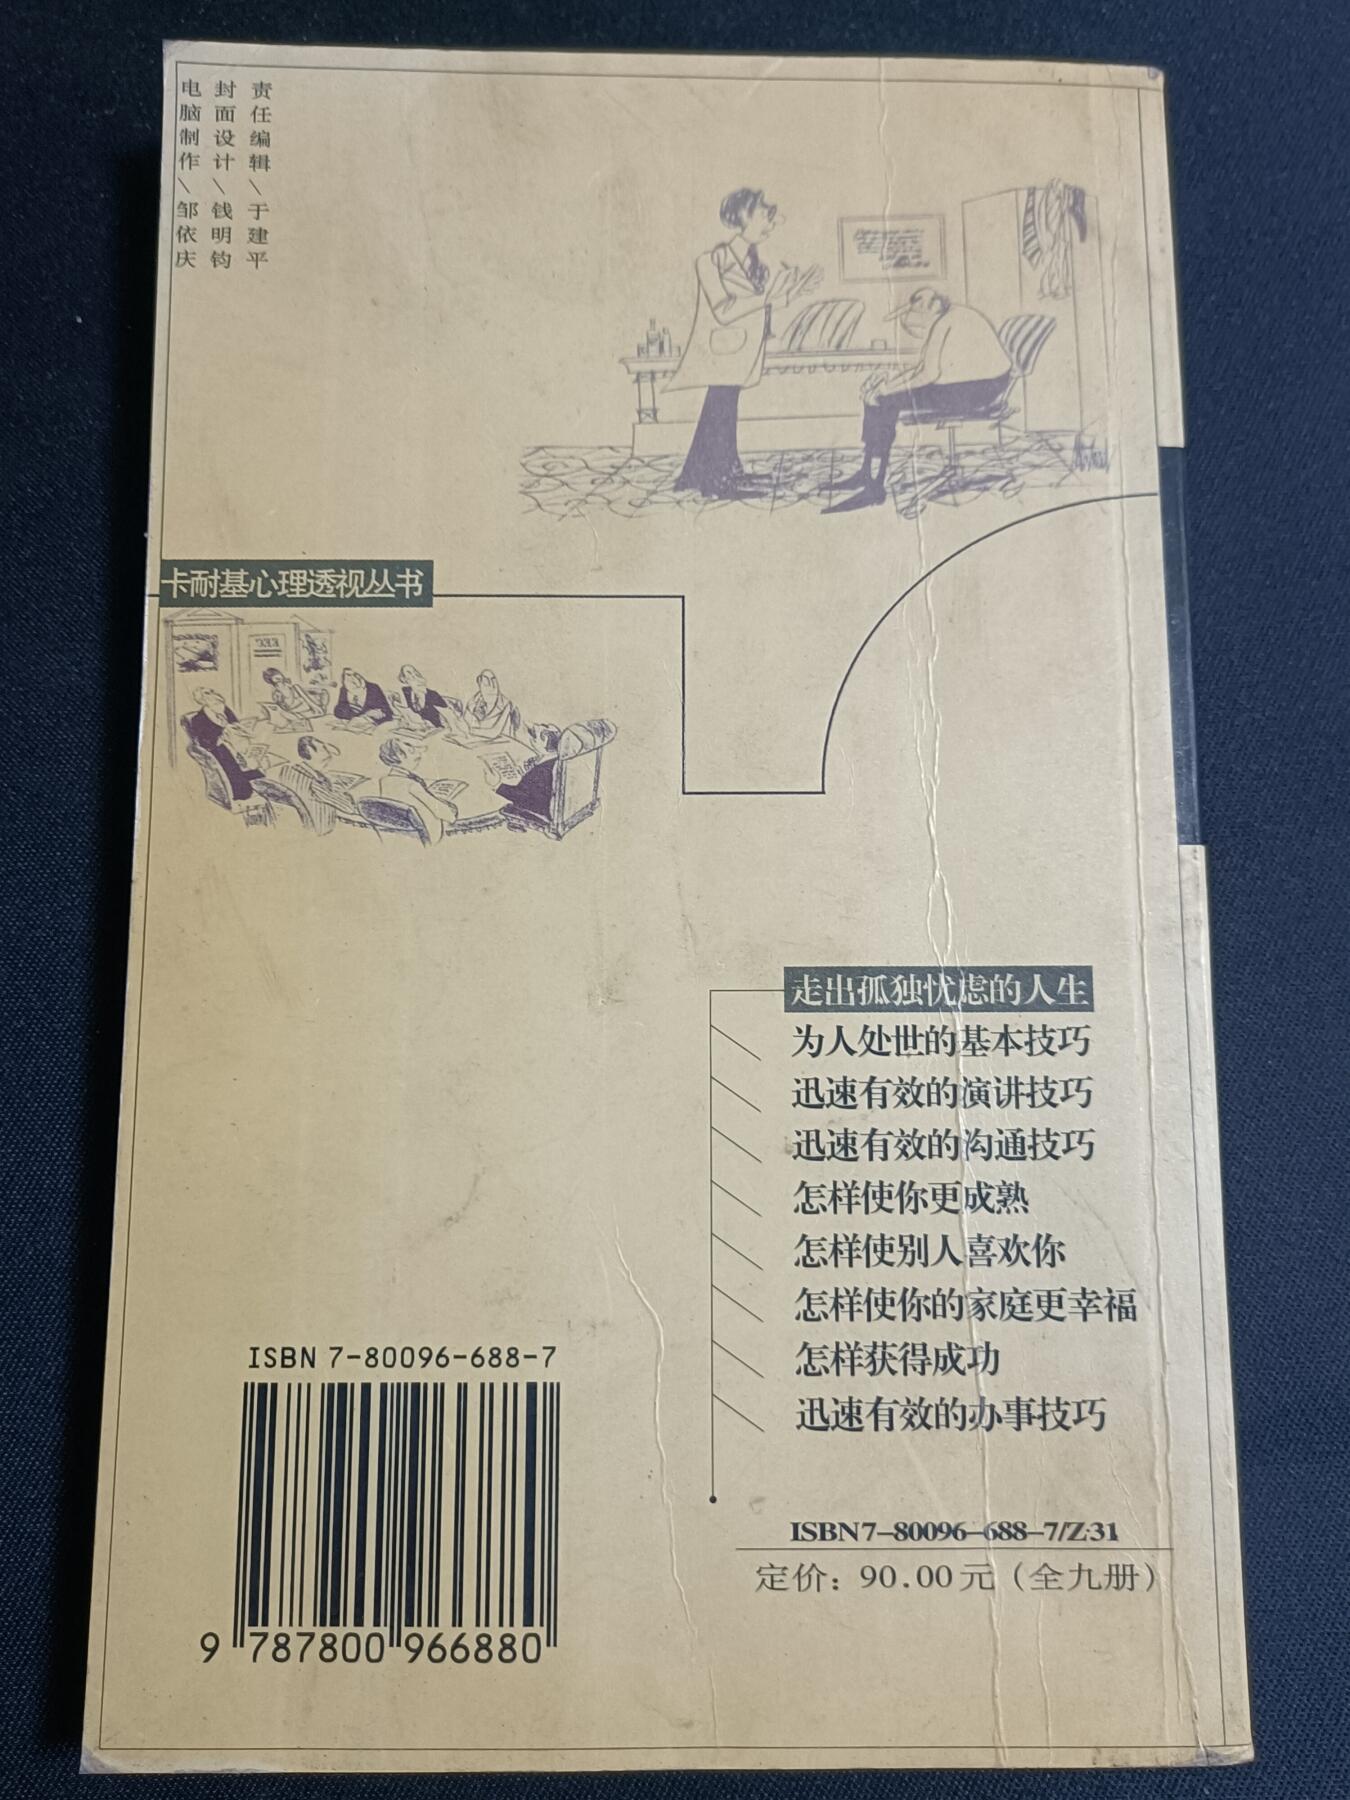 责任编辑\于建平
封面设计\钱明钧
电脑制作\邹依庆
卡耐基心理透视丛书
走出孤独忧虑的人生
为人处世的基本技巧
迅速有效的演讲技巧
迅速有效的沟通技巧
怎样使你更成熟
怎样使别人喜欢你
怎样使你的家庭更幸福
怎样获得成功
迅速有效的办事技巧
ISBN 7-80096-688-7
9 787800 966880
ISBN7-80096-688-7/Z·31
定价：90.00元（全九册）